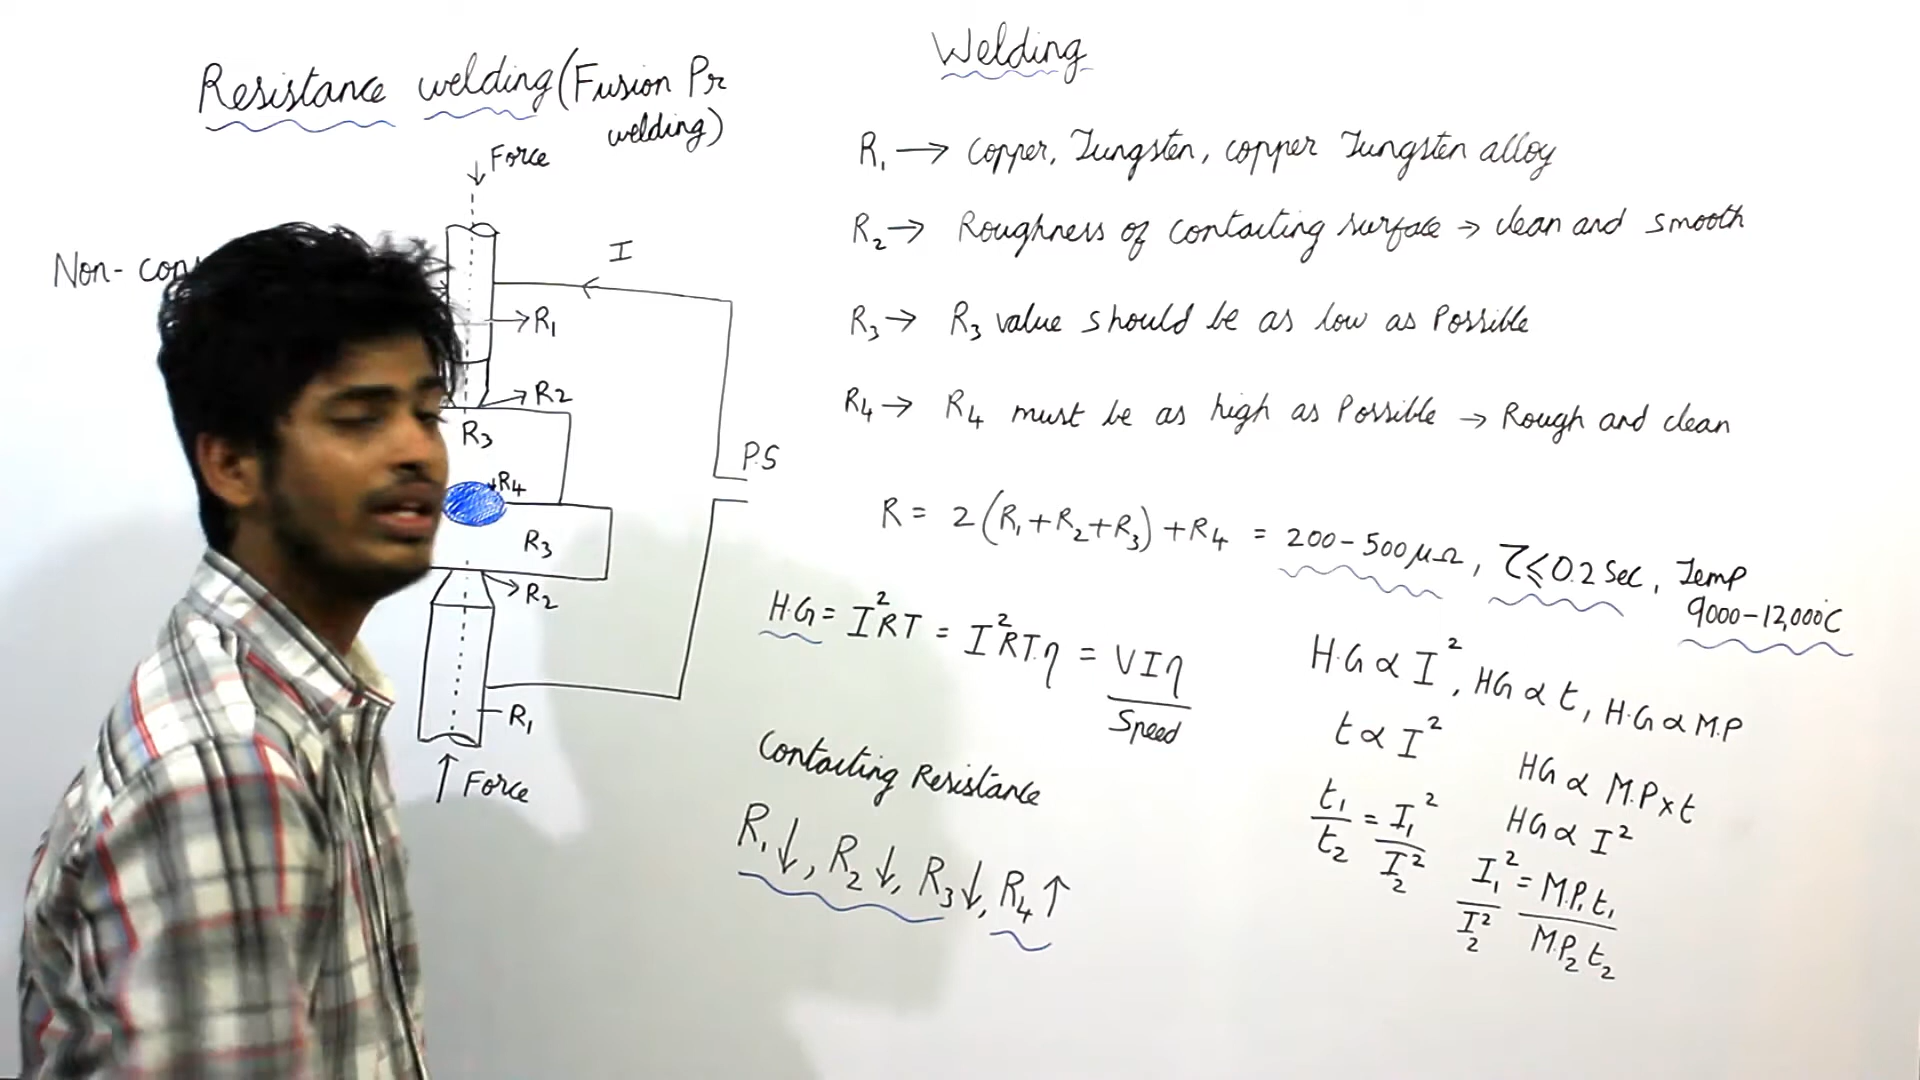 Welding
Resistance welding (Fusion Pr
welding)
Force
Non-
I
R1
R2
R3
R4
P.S
R3
R2
R1
Force
R1 → Copper, Tungsten, copper Tungsten alloy
R2 → Roughness of contacting surface → clean and smooth
R3 → R3 value should be as low as Possible
R4 → R4 must be as high as Possible → Rough and clean
R = 2(R1+R2+R3)+R4 = 200-500μΩ, τ≤0.2 Sec, Temp
9000-12,000°C
H.G = I²RT = I²RTη = VIη
Speed
Contacting Resistance
R1↓, R2↓, R3↓, R4↑
H.G ∝ I², HG ∝ t, H.G ∝ M.P
t ∝ I²
t1/t2 = I1²/I2²
HG ∝ M.P×t
HG ∝ I²
I1²/I2² = M.P1 t1/M.P2 t2